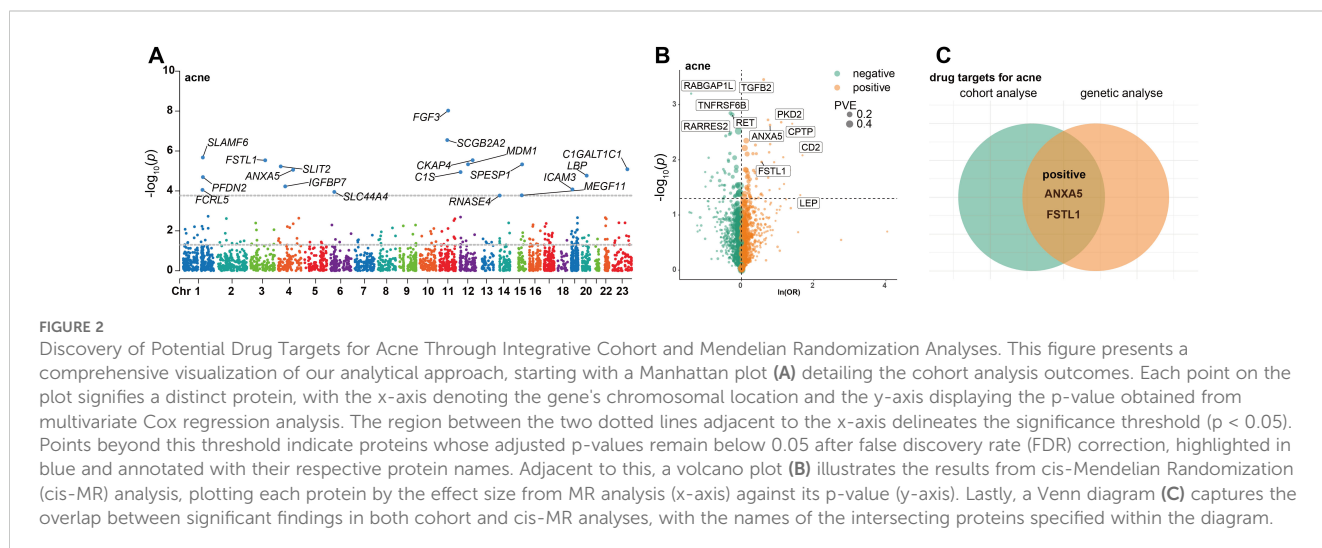 A
acne
10
8
6
4
2
0
-log10(p)
FGF3
SLAMF6
SCGB2A2
FSTL1
MDM1
C1GALT1C1
SLIT2
CKAP4
LBP
ANXA5
C1S
SPESP1
PFDN2
IGFBP7
ICAM3
MEGF11
FCRL5
SLC44A4
RNASE4
Chr 1 2 3 4 5 6 7 8 9 10 11 12 13 14 15 16 18 20 22 23
B
acne
RABGAP1L
TGFB2
TNFRSF6B
PKD2
RARRES2
RET
ANXA5
CPTP
CD2
FSTL1
LEP
negative
positive
PVE
0.2
0.4
-log10(p)
3
2
1
0
0 2 4
ln(OR)
C
drug targets for acne
cohort analyse genetic analyse
positive
ANXA5
FSTL1
FIGURE 2
Discovery of Potential Drug Targets for Acne Through Integrative Cohort and Mendelian Randomization Analyses. This figure presents a
comprehensive visualization of our analytical approach, starting with a Manhattan plot (A) detailing the cohort analysis outcomes. Each point on the
plot signifies a distinct protein, with the x-axis denoting the gene's chromosomal location and the y-axis displaying the p-value obtained from
multivariate Cox regression analysis. The region between the two dotted lines adjacent to the x-axis delineates the significance threshold (p < 0.05).
Points beyond this threshold indicate proteins whose adjusted p-values remain below 0.05 after false discovery rate (FDR) correction, highlighted in
blue and annotated with their respective protein names. Adjacent to this, a volcano plot (B) illustrates the results from cis-Mendelian Randomization
(cis-MR) analysis, plotting each protein by the effect size from MR analysis (x-axis) against its p-value (y-axis). Lastly, a Venn diagram (C) captures the
overlap between significant findings in both cohort and cis-MR analyses, with the names of the intersecting proteins specified within the diagram.